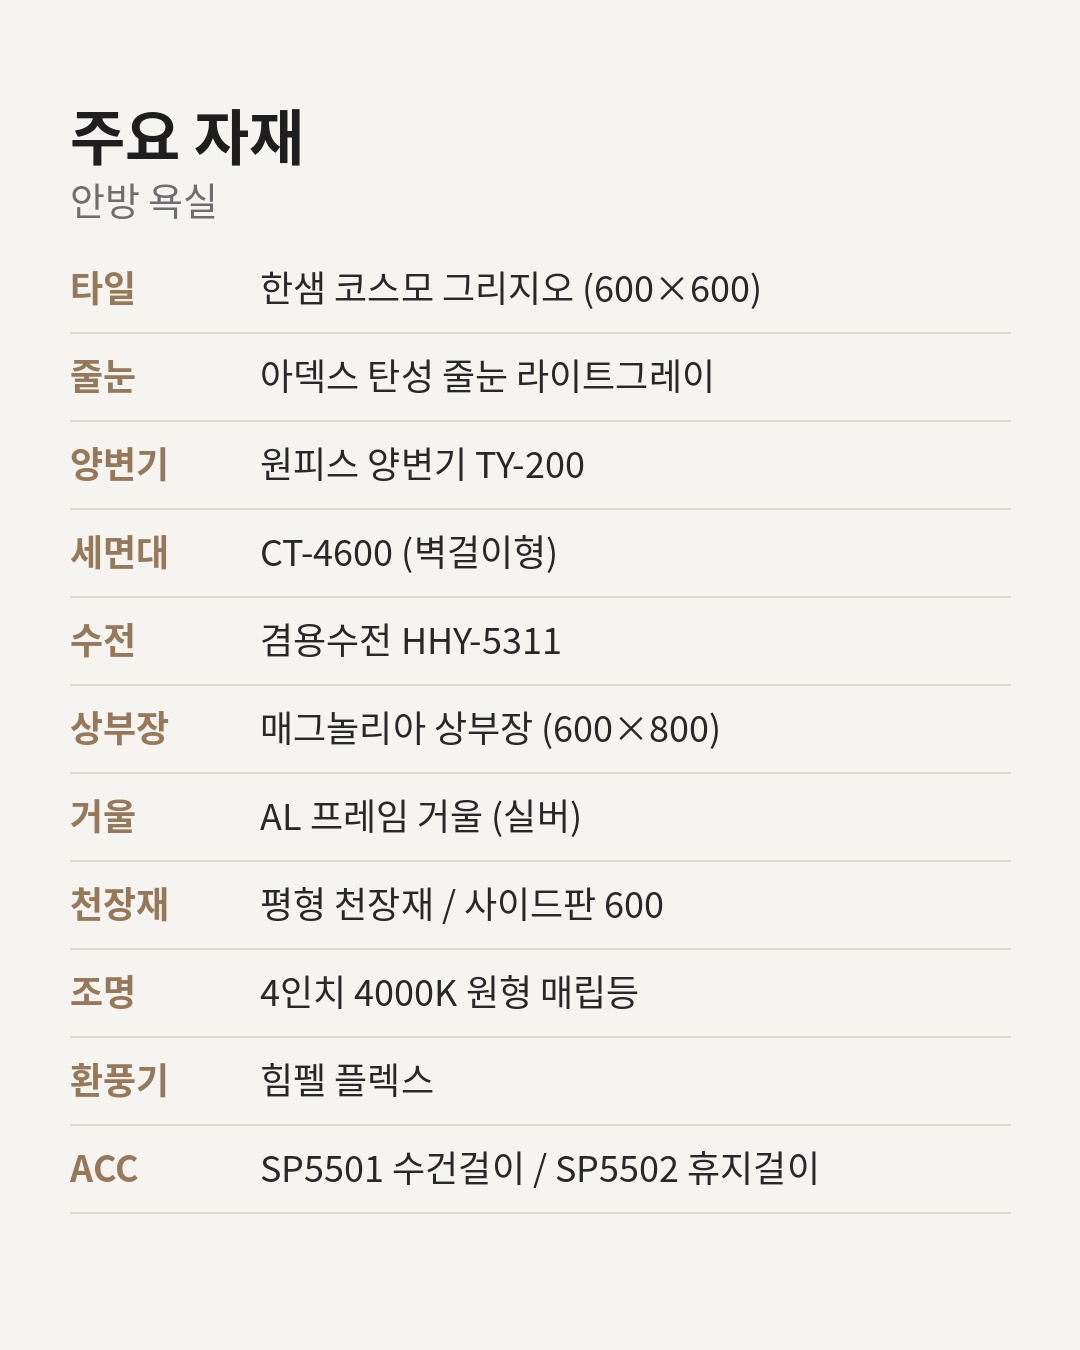 주요 자재
안방 욕실
타일 한샘 코스모 그리지오 (600×600)
줄눈 아덱스 탄성 줄눈 라이트그레이
양변기 원피스 양변기 TY-200
세면대 CT-4600 (벽걸이형)
수전 겸용수전 HHY-5311
상부장 매그놀리아 상부장 (600×800)
거울 AL 프레임 거울 (실버)
천장재 평형 천장재 / 사이드판 600
조명 4인치 4000K 원형 매립등
환풍기 힘펠 플렉스
ACC SP5501 수건걸이 / SP5502 휴지걸이